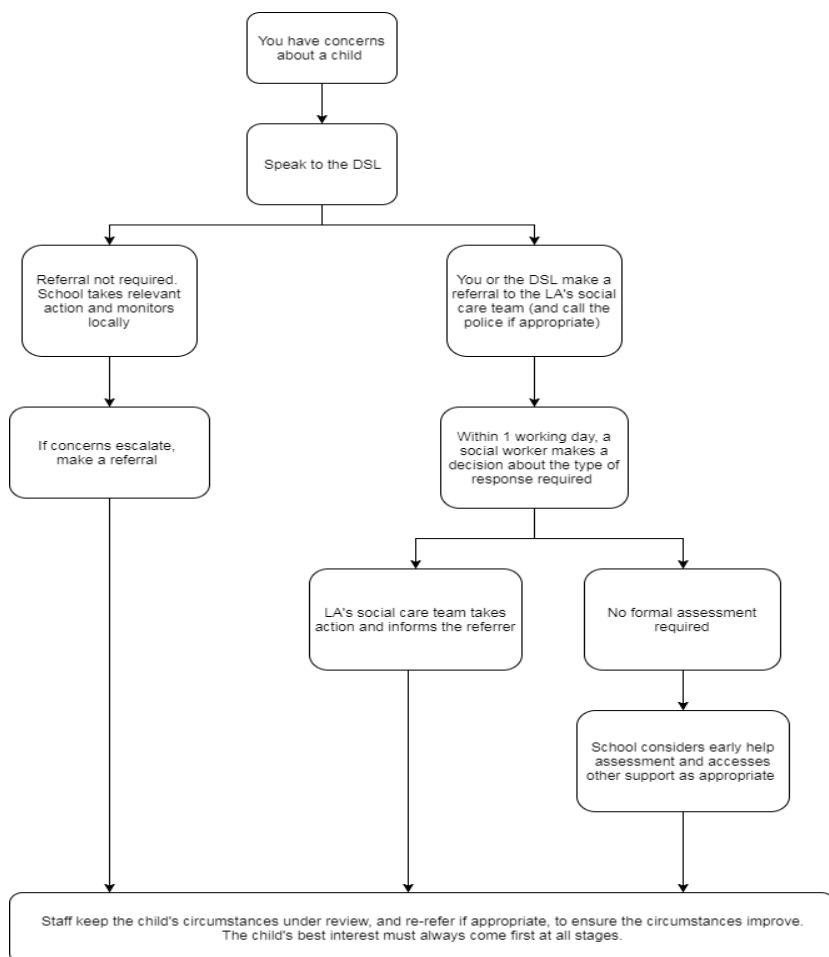 You have concerns
about a child
Speak to the DSL
Referral not required.
School takes relevant
action and monitors
locally
You or the DSL make a
referral to the LA's social
care team (and call the
police if appropriate)
If concerns escalate,
make a referral
Within 1 working day, a
social worker makes a
decision about the type of
response required
LA's social care team takes
action and informs the referrer
No formal assessment
required
School considers early help
assessment and accesses
other support as appropriate
Staff keep the child's circumstances under review, and re-refer if appropriate, to ensure the circumstances improve.
The child's best interest must always come first at all stages.